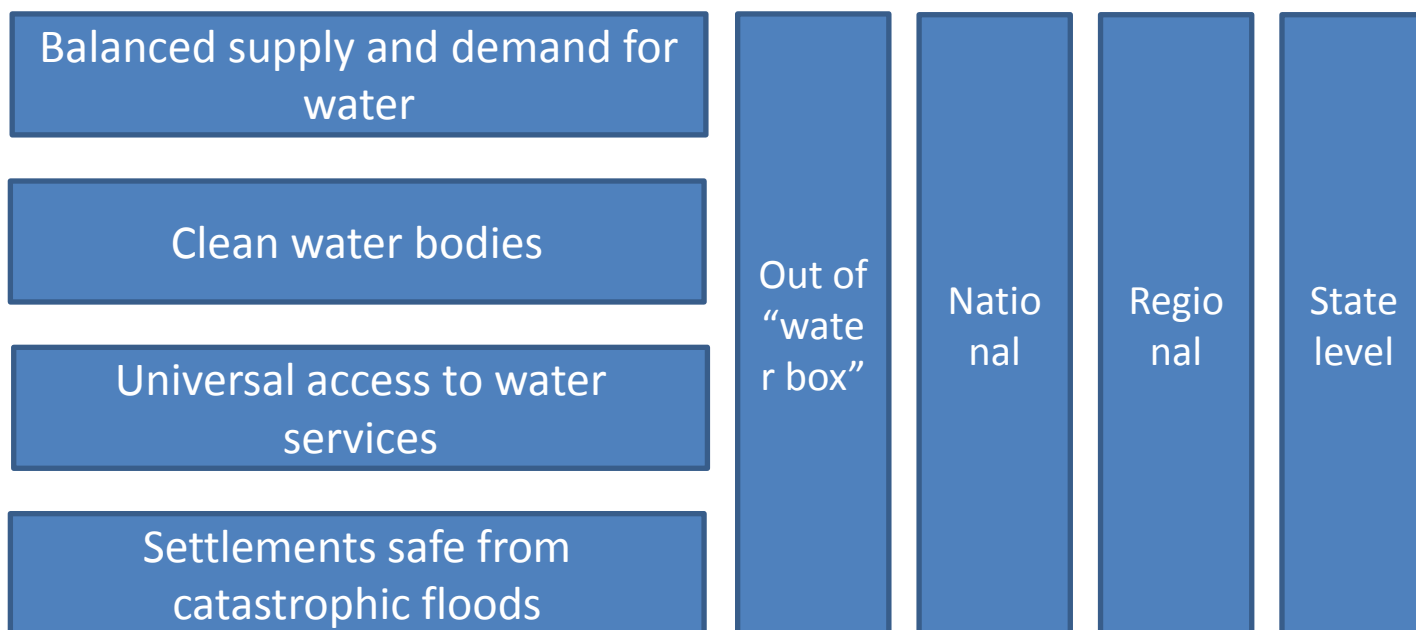 Balanced supply and demand for
water
Clean water bodies
Universal access to water
services
Settlements safe from
catastrophic floods
Out of
“wate
r box”
Natio
nal
Regio
nal
State
level